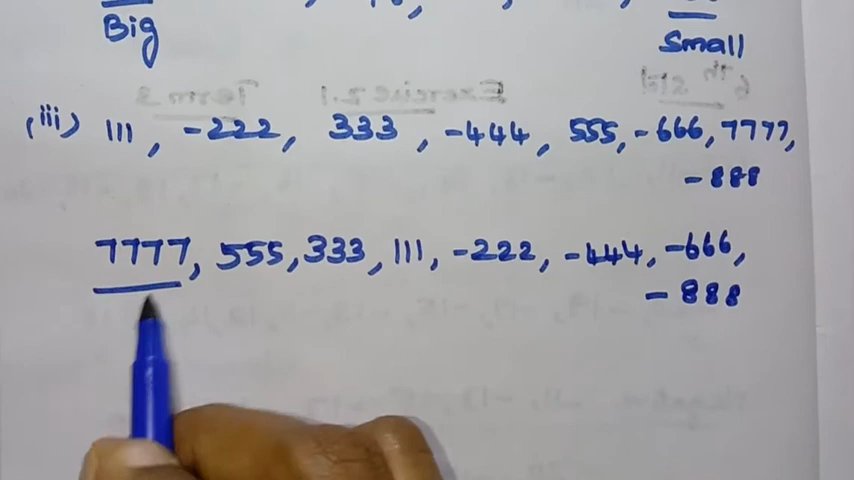 Big
Small
(iii) 111, -222, 333, -444, 555, -666, 7777,
-888
7777, 555, 333, 111, -222, -444, -666,
-888